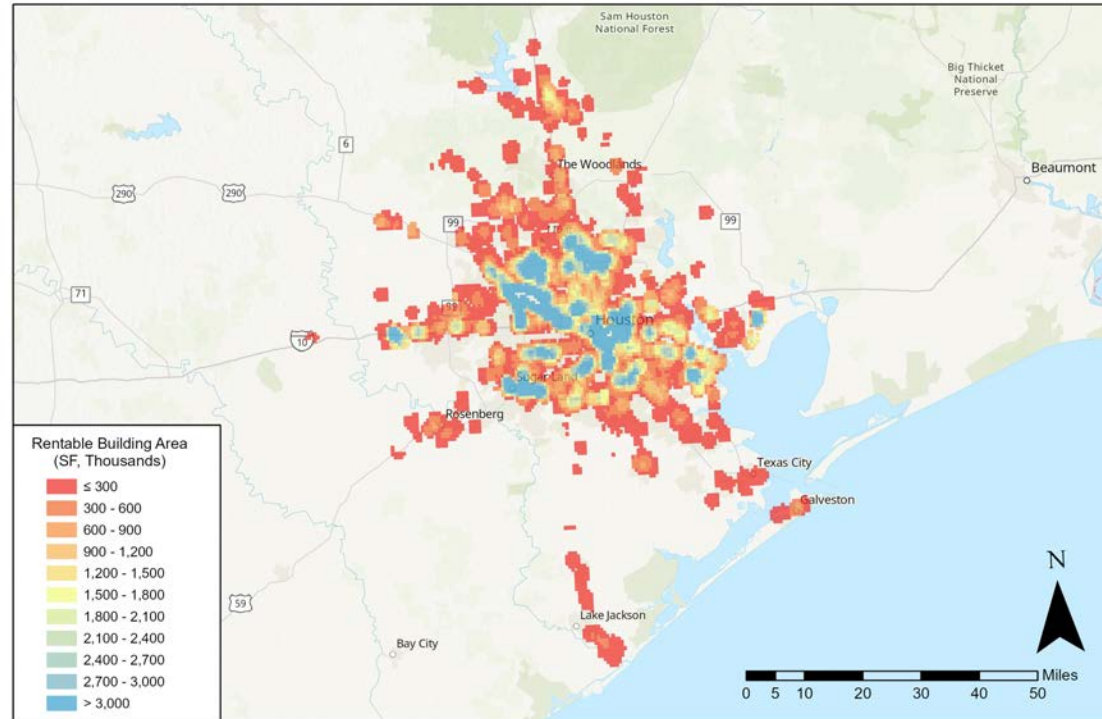 Sam Houston
National Forest
Big Thicket
National
Preserve
6
The Woodlands
Beaumont
290
290
99
99
71
99
Houston
10
Sugar Land
Rosenberg
Texas City
Galveston
59
Lake Jackson
Bay City
Rentable Building Area
(SF, Thousands)
≤ 300
300 - 600
600 - 900
900 - 1,200
1,200 - 1,500
1,500 - 1,800
1,800 - 2,100
2,100 - 2,400
2,400 - 2,700
2,700 - 3,000
> 3,000
N
Miles
0 5 10 20 30 40 50